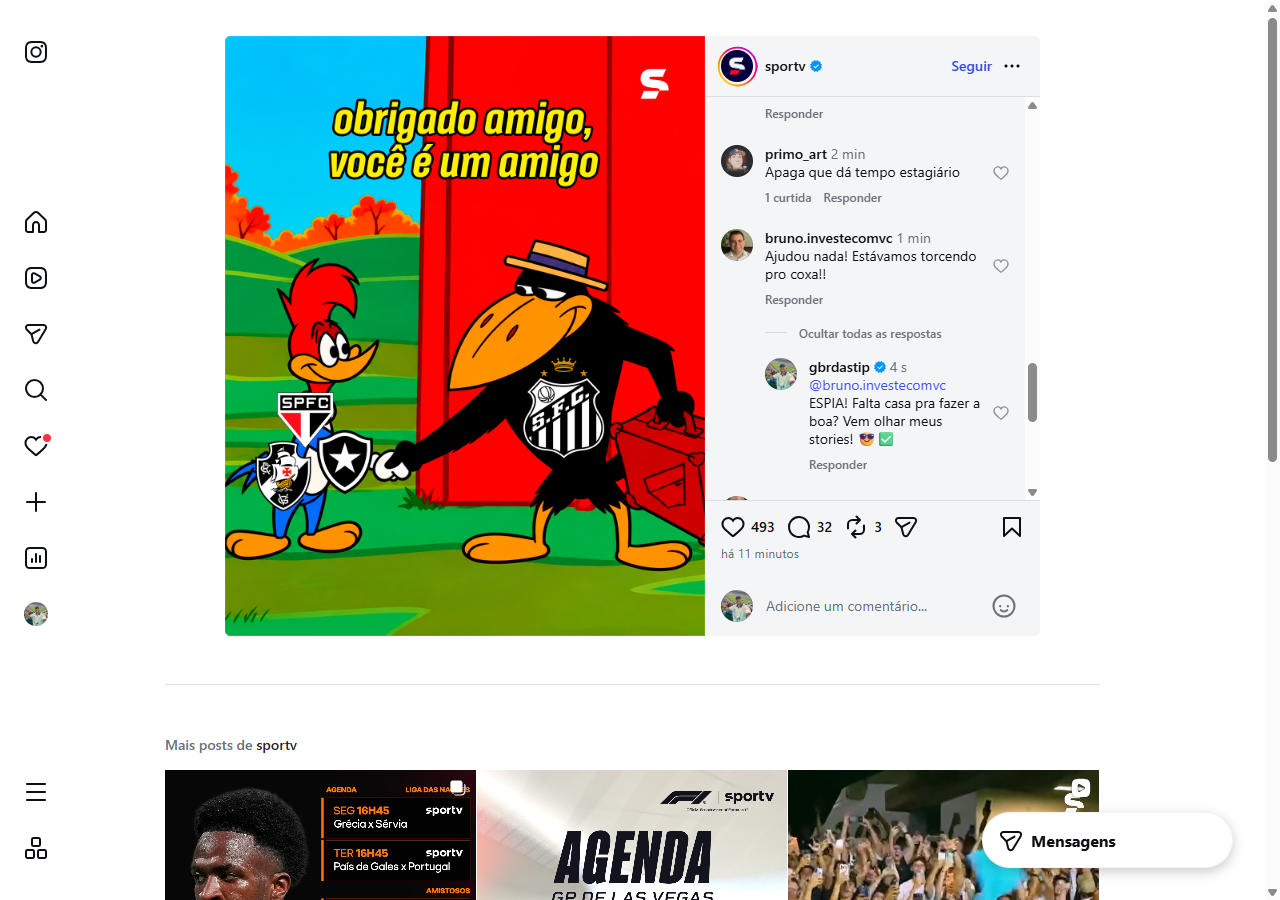 obrigado amigo,
você é um amigo
SPFC
S.F.C.
sportv
Seguir
Responder
primo_art 2 min
Apaga que dá tempo estagiário
1 curtida Responder
bruno.investecomvc 1 min
Ajudou nada! Estávamos torcendo
pro coxa!!
Responder
Ocultar todas as respostas
gbrdastip 4 s
@bruno.investecomvc
ESPIA! Falta casa pra fazer a
boa? Vem olhar meus
stories! 😎 ✅
Responder
493 32 3
há 11 minutos
Adicione um comentário...
Mais posts de sportv
AGENDA
SEG 16H45 sportv
Grécia x Sérvia
TER 16H45 sportv
País de Gales x Portugal
AMISTOSOS
F1 sportv
AGENDA
GP DE LAS VEGAS
Mensagens